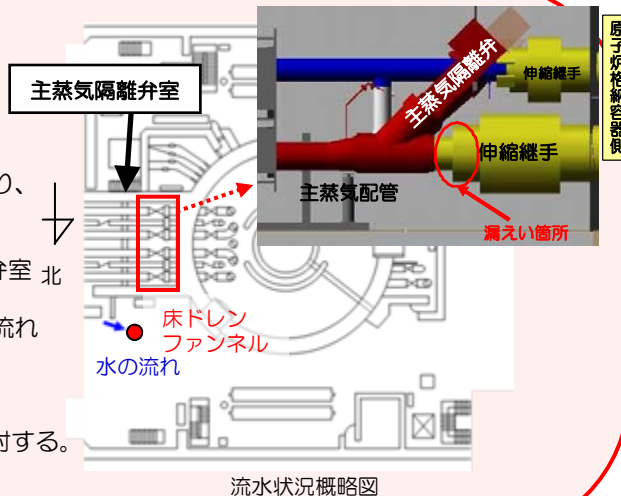 主蒸気隔離弁室
り、
弁室
流れ
討する。
北
床ドレン
ファンネル
水の流れ
流水状況概略図
主蒸気隔離弁
伸縮継手
伸縮継手
主蒸気配管
漏えい箇所
原子炉格納容器側